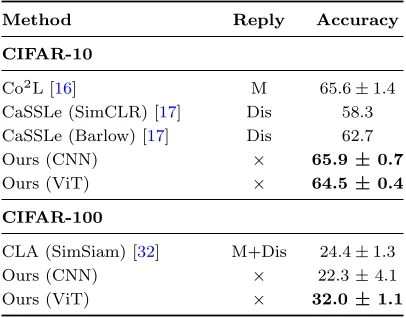 Method Reply Accuracy
CIFAR-10
Co²L [16] M 65.6 ± 1.4
CaSSLe (SimCLR) [17] Dis 58.3
CaSSLe (Barlow) [17] Dis 62.7
Ours (CNN) × 65.9 ± 0.7
Ours (ViT) × 64.5 ± 0.4
CIFAR-100
CLA (SimSiam) [32] M+Dis 24.4 ± 1.3
Ours (CNN) × 22.3 ± 4.1
Ours (ViT) × 32.0 ± 1.1